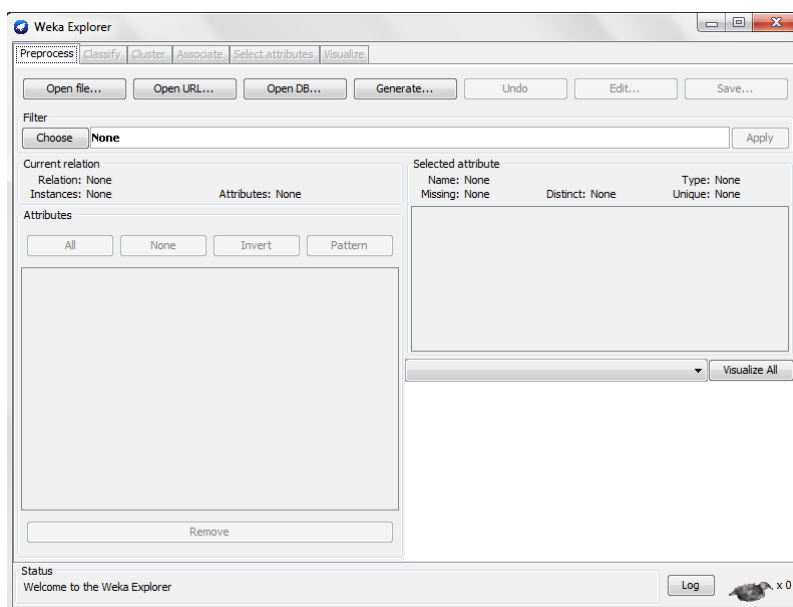 Weka Explorer
Preprocess Classify Cluster Associate Select attributes Visualize
Open file... Open URL... Open DB... Generate... Undo Edit... Save...
Filter
Choose None Apply
Current relation
Relation: None
Instances: None Attributes: None
Selected attribute
Name: None Type: None
Missing: None Distinct: None Unique: None
Attributes
All None Invert Pattern
Visualize All
Remove
Status
Welcome to the Weka Explorer
Log x 0